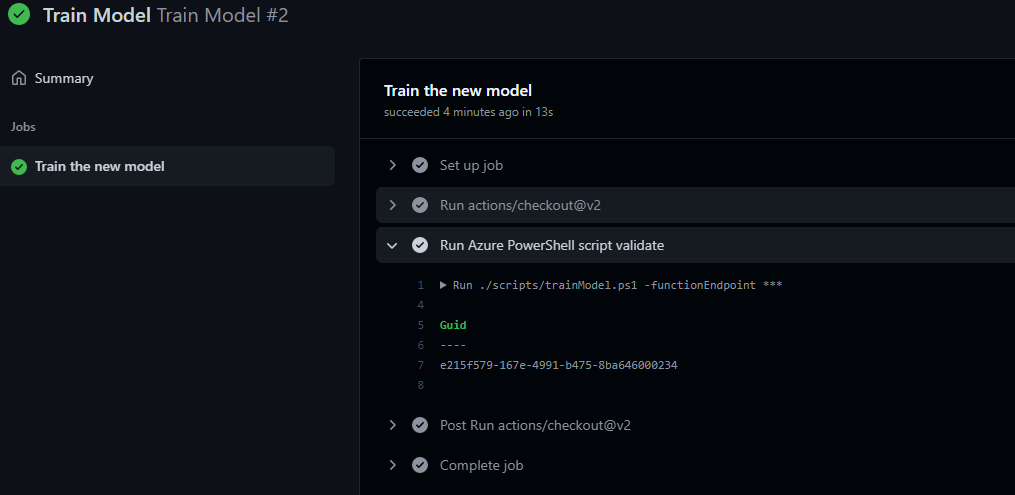 Train Model Train Model #2
Summary
Jobs
Train the new model
Train the new model
succeeded 4 minutes ago in 13s
Set up job
Run actions/checkout@v2
Run Azure PowerShell script validate
1 Run ./scripts/trainModel.ps1 -functionEndpoint ***
4
5 Guid
6 ----
7 e215f579-167e-4991-b475-8ba646000234
8
Post Run actions/checkout@v2
Complete job